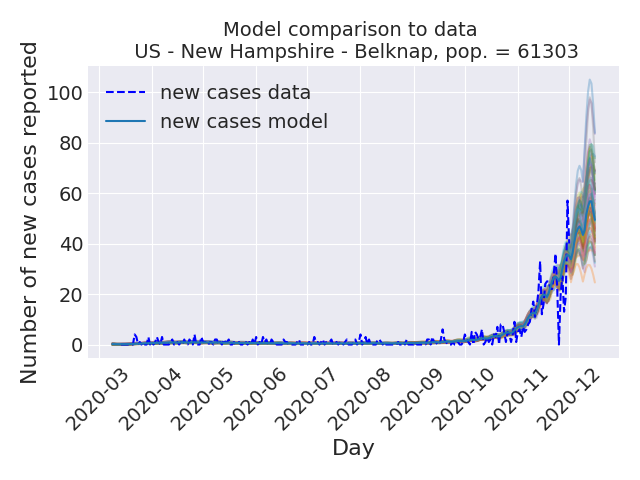 Model comparison to data
US - New Hampshire - Belknap, pop. = 61303
Number of new cases reported
100
80
60
40
20
0
new cases data
new cases model
2020-03
2020-04
2020-05
2020-06
2020-07
2020-08
2020-09
2020-10
2020-11
2020-12
Day